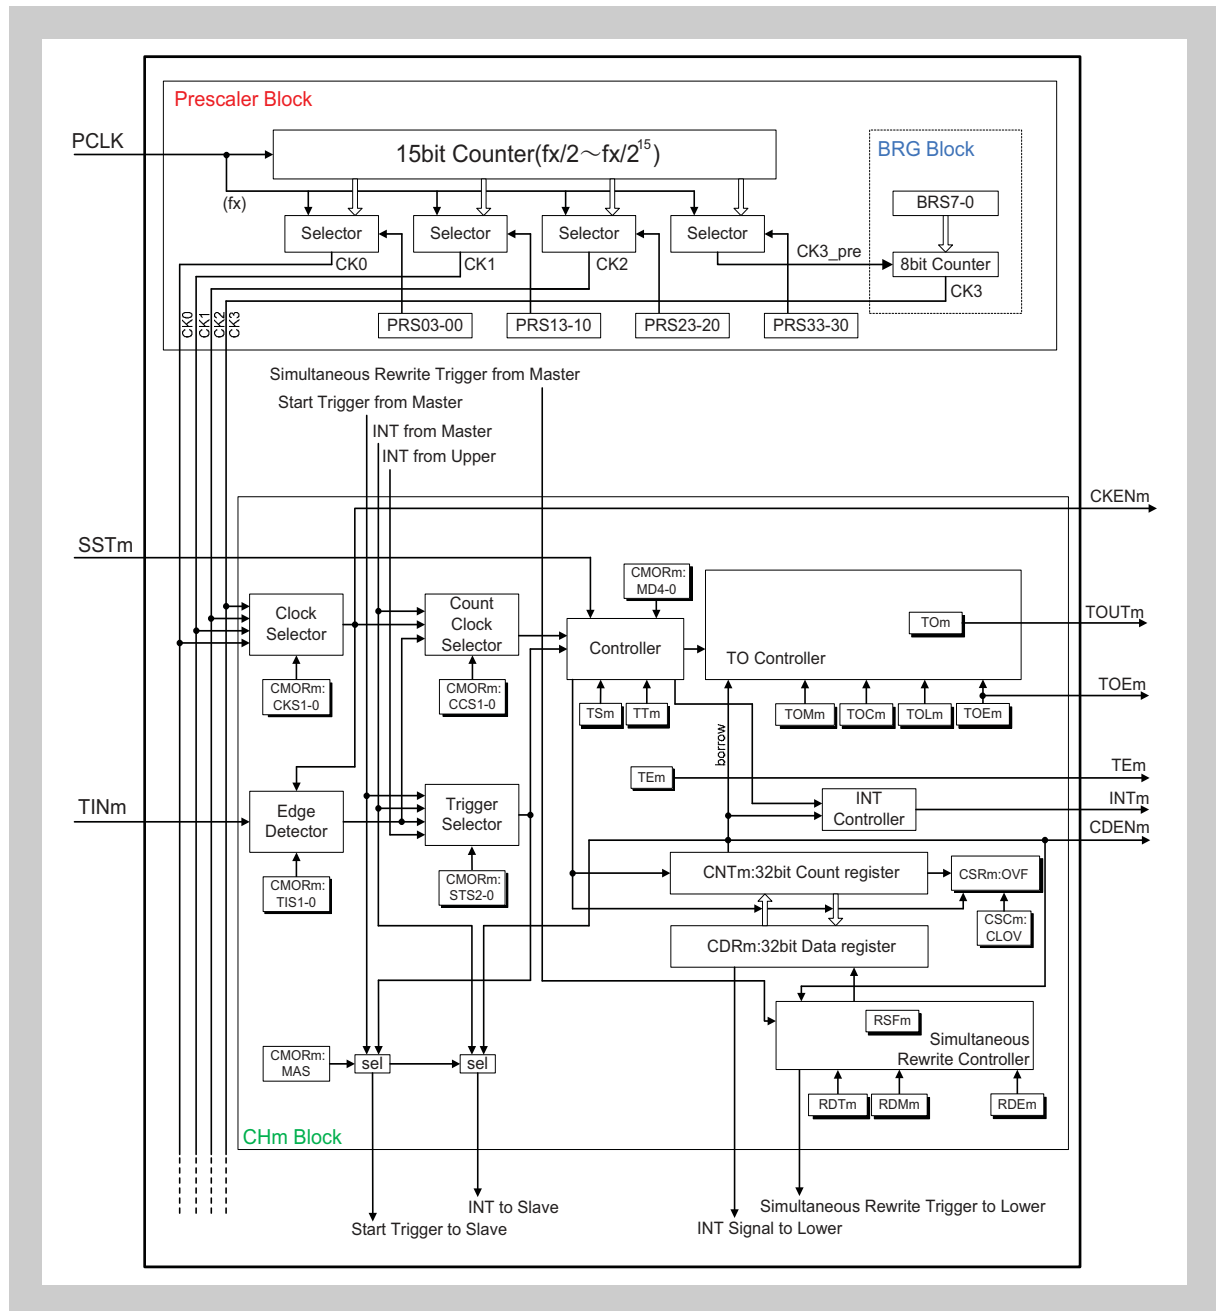 Prescaler Block
PCLK
15bit Counter(fx/2～fx/2^15)
BRG Block
(fx)
BRS7-0
Selector
Selector
Selector
Selector
CK3_pre
8bit Counter
CK0
CK1
CK2
CK3
CK0
CK1
CK2
CK3
PRS03-00
PRS13-10
PRS23-20
PRS33-30
Simultaneous Rewrite Trigger from Master
Start Trigger from Master
INT from Master
INT from Upper
CKENm
SSTm
CMORm:
MD4-0
Clock
Selector
Count
Clock
Selector
Controller
TOm
TOUTm
TO Controller
CMORm:
CKS1-0
CMORm:
CCS1-0
TSm
TTm
TOMm
TOCm
TOLm
TOEm
TOEm
borrow
TEm
TEm
TINm
Edge
Detector
Trigger
Selector
INT
Controller
INTm
CDENm
CMORm:
TIS1-0
CMORm:
STS2-0
CNTm:32bit Count register
CSRm:OVF
CSCm:
CLOV
CDRm:32bit Data register
RSFm
Simultaneous
Rewrite Controller
CMORm:
MAS
sel
sel
RDTm
RDMm
RDEm
CHm Block
INT to Slave
Simultaneous Rewrite Trigger to Lower
Start Trigger to Slave
INT Signal to Lower